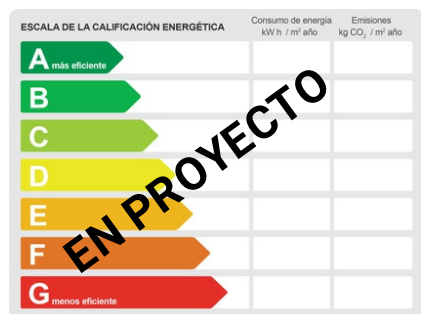 ESCALA DE LA CALIFICACIÓN ENERGÉTICA
Consumo de energía
kW h / m² año
Emisiones
kg CO₂ / m² año
A más eficiente
B
C
D
E
F
G menos eficiente
EN PROYECTO